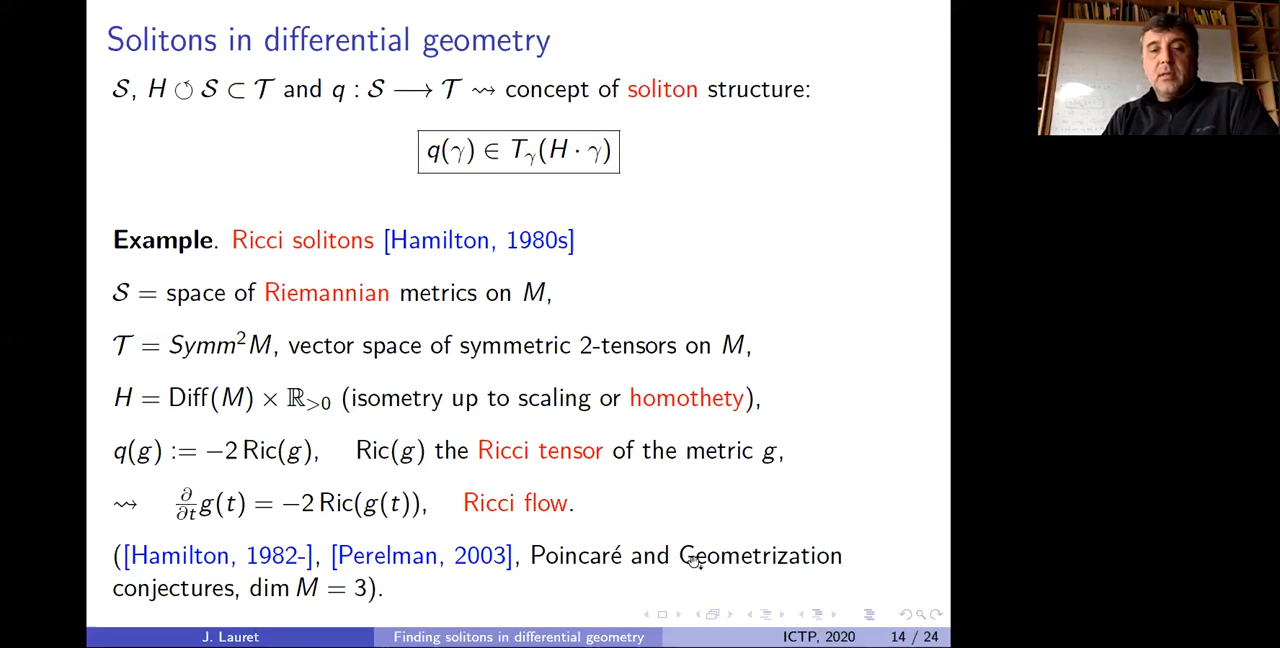 Solitons in differential geometry
𝒮, H ↺ 𝒮 ⊂ 𝒯 and q : 𝒮 ⟶ 𝒯 ⇝ concept of soliton structure:
q(γ) ∈ T_γ(H · γ)
Example. Ricci solitons [Hamilton, 1980s]
𝒮 = space of Riemannian metrics on M,
𝒯 = Symm²M, vector space of symmetric 2-tensors on M,
H = Diff(M) × ℝ_{>0} (isometry up to scaling or homothety),
q(g) := −2 Ric(g), Ric(g) the Ricci tensor of the metric g,
⇝ ∂/∂t g(t) = −2 Ric(g(t)), Ricci flow.
([Hamilton, 1982-], [Perelman, 2003], Poincaré and Geometrization
conjectures, dim M = 3).
J. Lauret Finding solitons in differential geometry ICTP, 2020 14 / 24